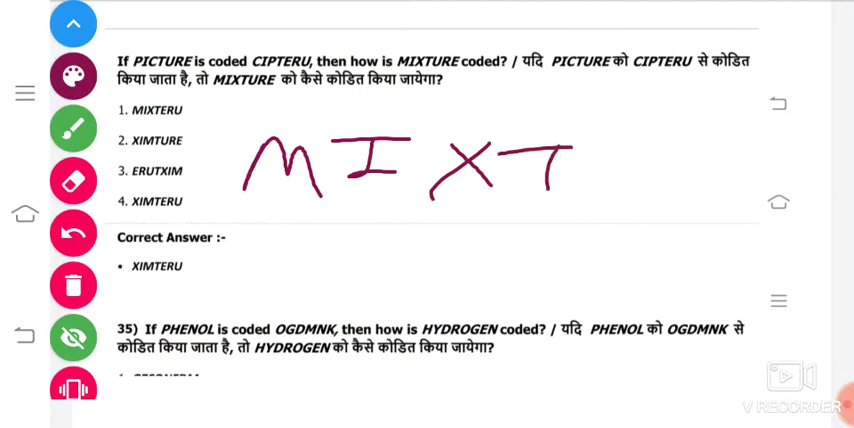 If PICTURE is coded CIPTERU, then how is MIXTURE coded? / यदि PICTURE को CIPTERU से कोडित
किया जाता है, तो MIXTURE को कैसे कोडित किया जायेगा?
1. MIXTERU
2. XIMTURE
3. ERUTXIM
4. XIMTERU
M I X T
Correct Answer :-
• XIMTERU
35) If PHENOL is coded OGDMNK, then how is HYDROGEN coded? / यदि PHENOL को OGDMNK से
कोडित किया जाता है, तो HYDROGEN को कैसे कोडित किया जायेगा?
V RECORDER